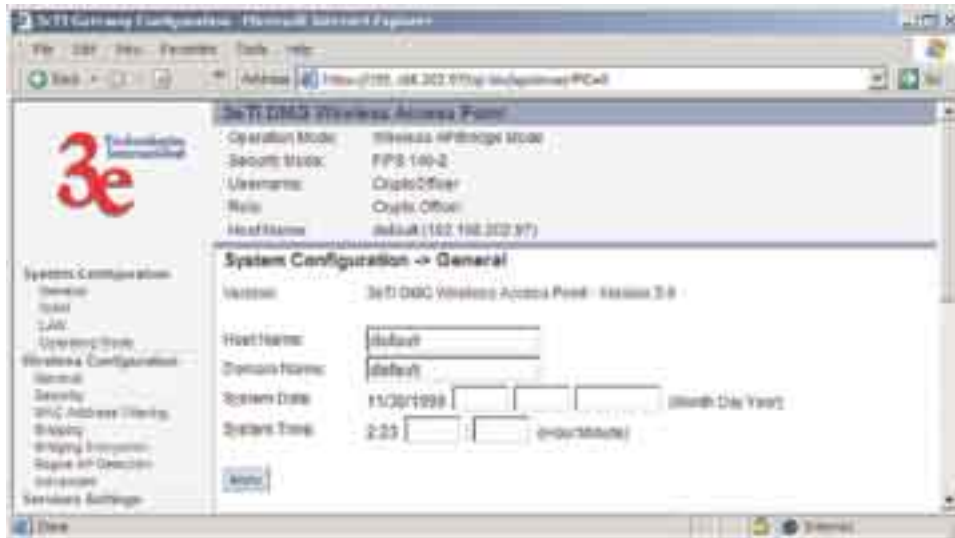 3eTI Gateway Configuration - Microsoft Internet Explorer
File Edit View Favorites Tools Help
Back Address
3e Technologies International
3eTI DMG Wireless Access Point
Operation Mode: Wireless AP/Bridge Mode
Security Mode: FIPS 140-2
Username: CryptoOfficer
Role: Crypto Officer
Host Name: default (192.168.202.97)
System Configuration -> General
Version: 3eTI DMG Wireless Access Point - Version
Host Name: default
Domain Name: default
System Date: 11/30/1999 (Month Day Year)
System Time: 2:23 : (Hour:Minute)
Apply
System Configuration
General
WAN
LAN
Operating Mode
Wireless Configuration
General
Security
MAC Address Filtering
Bridging
Bridging Encryption
Rogue AP Detection
Advanced
Services Settings
Done
Internet